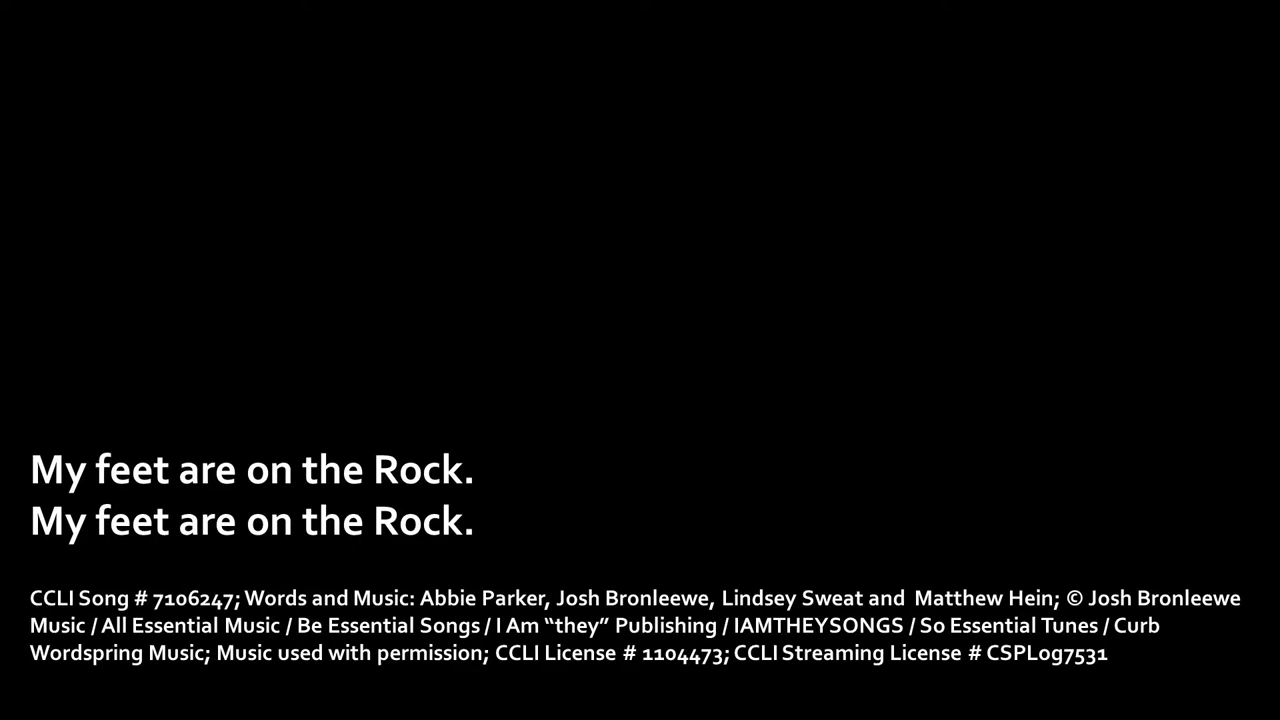 My feet are on the Rock.
My feet are on the Rock.
CCLI Song # 7106247; Words and Music: Abbie Parker, Josh Bronleewe, Lindsey Sweat and Matthew Hein; © Josh Bronleewe
Music / All Essential Music / Be Essential Songs / I Am “they” Publishing / IAMTHEYSONGS / So Essential Tunes / Curb
Wordspring Music; Music used with permission; CCLI License # 1104473; CCLI Streaming License # CSPL0g7531